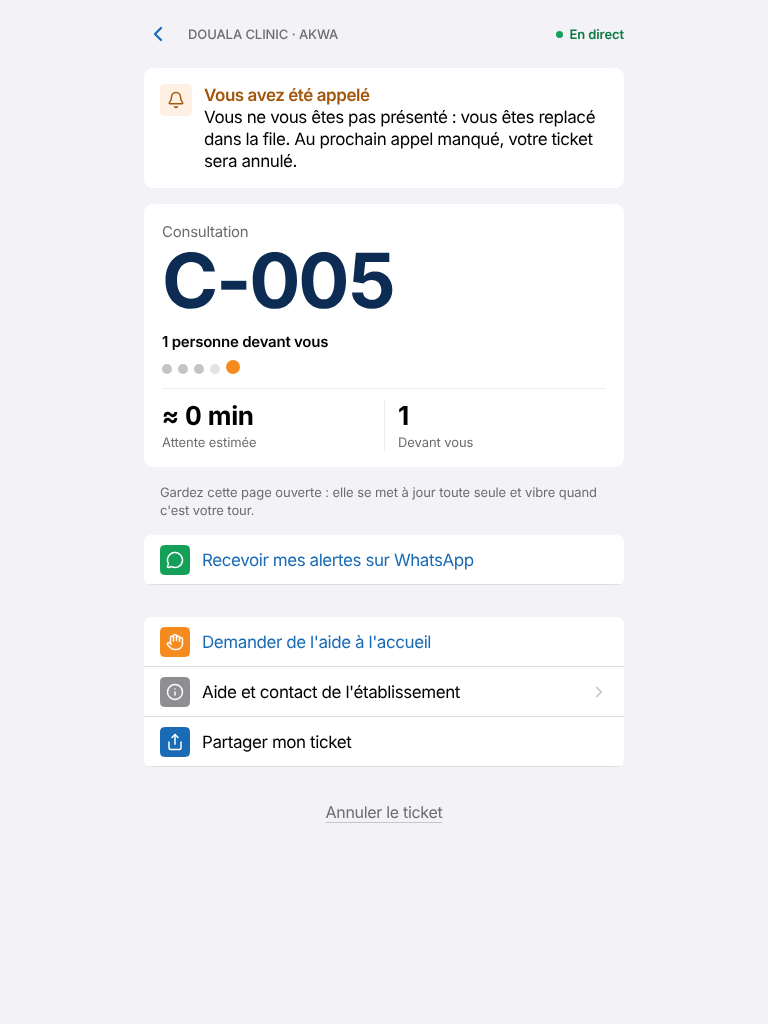 DOUALA CLINIC · AKWA
En direct
Vous avez été appelé
Vous ne vous êtes pas présenté : vous êtes replacé
dans la file. Au prochain appel manqué, votre ticket
sera annulé.
Consultation
C-005
1 personne devant vous
≈ 0 min
Attente estimée
1
Devant vous
Gardez cette page ouverte : elle se met à jour toute seule et vibre quand
c'est votre tour.
Recevoir mes alertes sur WhatsApp
Demander de l'aide à l'accueil
Aide et contact de l'établissement
Partager mon ticket
Annuler le ticket